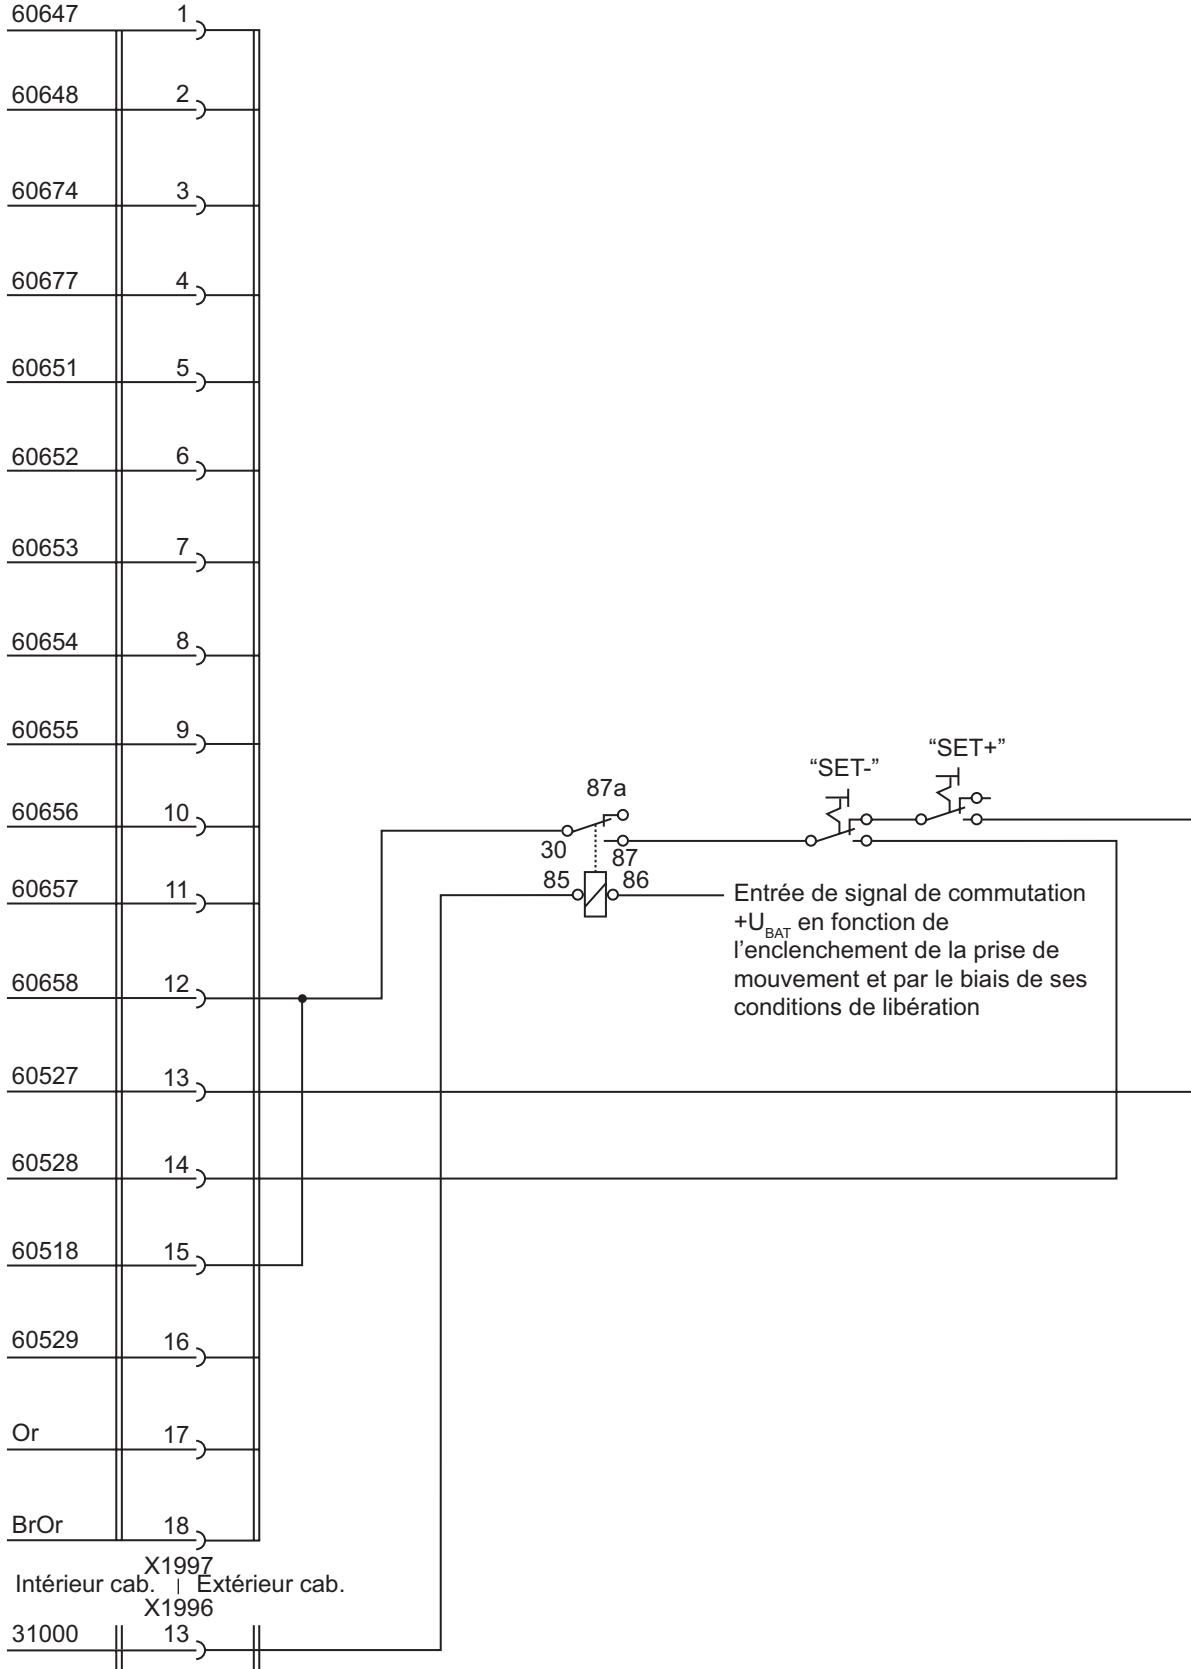 60647 1
60648 2
60674 3
60677 4
60651 5
60652 6
60653 7
60654 8
60655 9
“SET-” “SET+”
87a
60656 10
30 87
85 86
60657 11
Entrée de signal de commutation
+UBAT en fonction de
l’enclenchement de la prise de
mouvement et par le biais de ses
conditions de libération
60658 12
60527 13
60528 14
60518 15
60529 16
Or 17
BrOr 18
X1997
Intérieur cab. | Extérieur cab.
X1996
31000 13